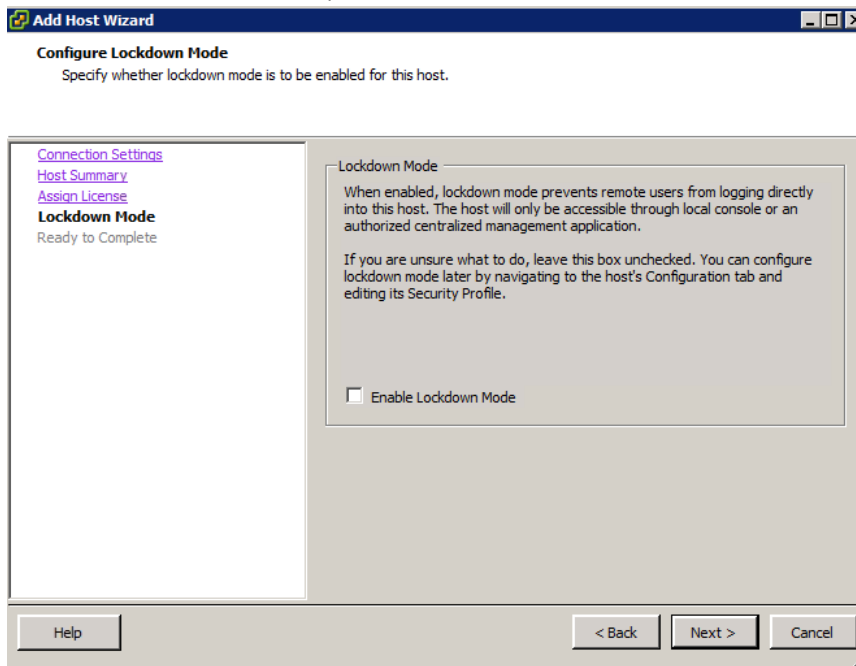 Add Host Wizard
Configure Lockdown Mode
Specify whether lockdown mode is to be enabled for this host.
Connection Settings
Host Summary
Assign License
Lockdown Mode
Ready to Complete
Lockdown Mode
When enabled, lockdown mode prevents remote users from logging directly
into this host. The host will only be accessible through local console or an
authorized centralized management application.
If you are unsure what to do, leave this box unchecked. You can configure
lockdown mode later by navigating to the host's Configuration tab and
editing its Security Profile.
Enable Lockdown Mode
Help
< Back
Next >
Cancel